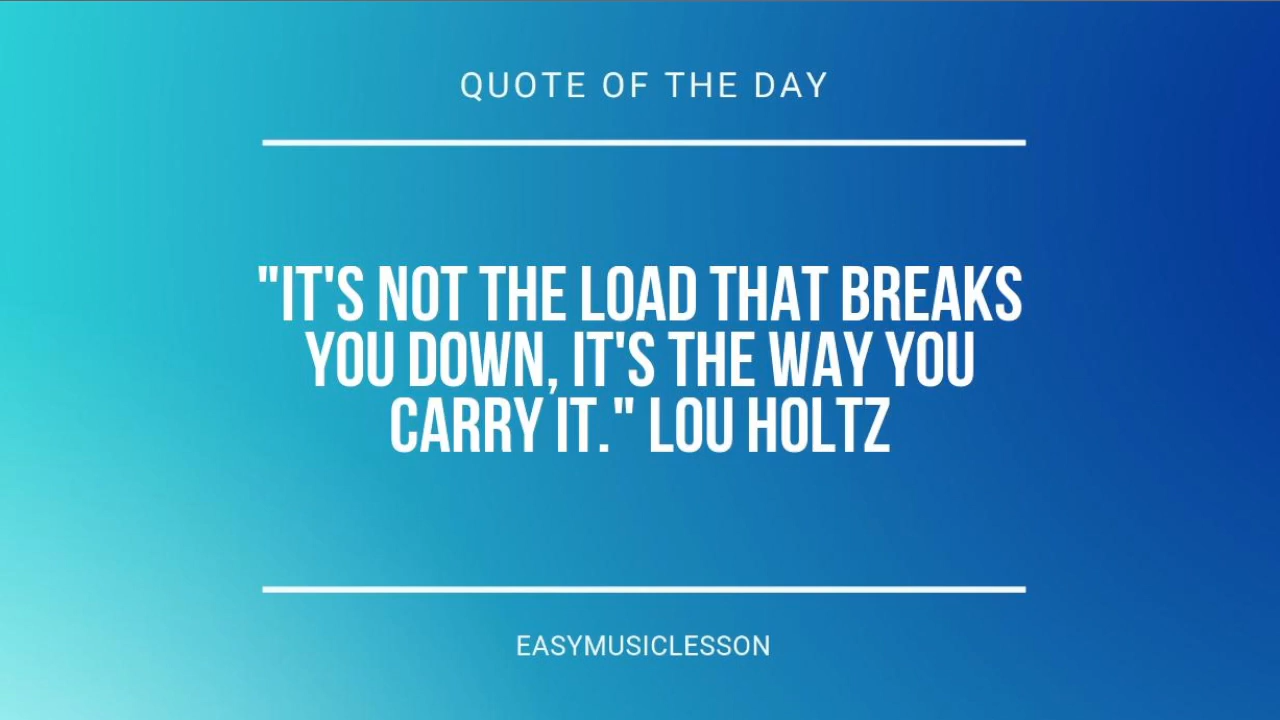 QUOTE OF THE DAY
"IT'S NOT THE LOAD THAT BREAKS
YOU DOWN, IT'S THE WAY YOU
CARRY IT." LOU HOLTZ
EASYMUSICLESSON